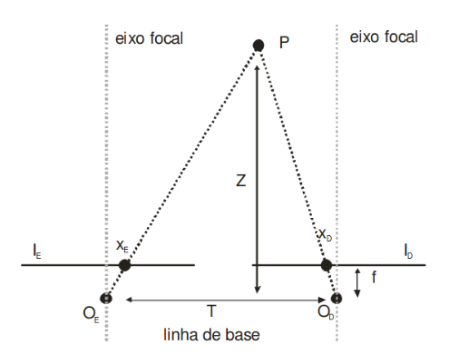 eixo focal
eixo focal
P
Z
x_E
x_D
I_E
I_D
f
O_E
T
O_D
linha de base